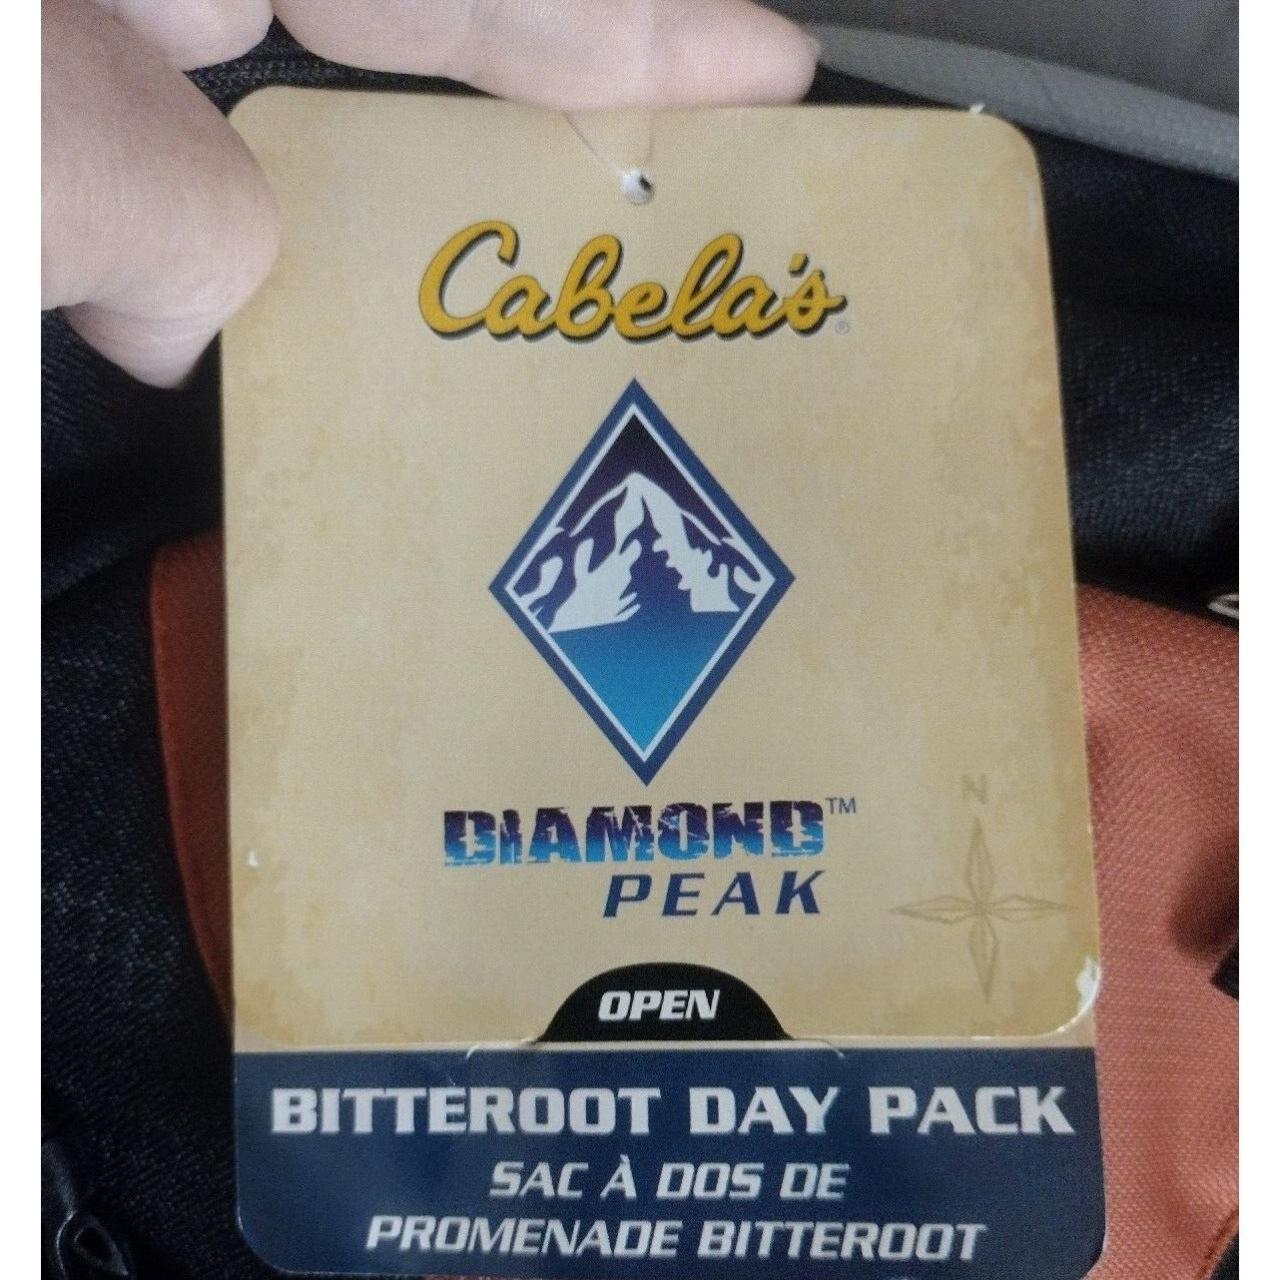 Cabela's®
DIAMOND™
PEAK
N
OPEN
BITTEROOT DAY PACK
SAC À DOS DE
PROMENADE BITTEROOT